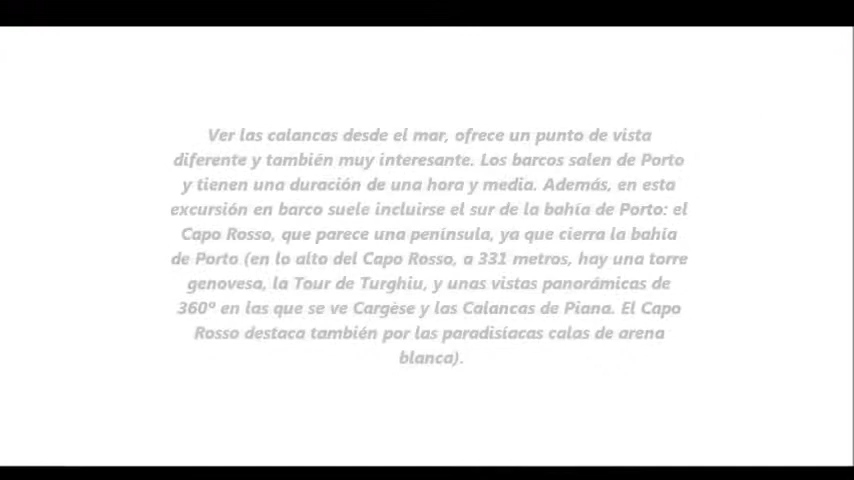 Ver las calancas desde el mar, ofrece un punto de vista
diferente y también muy interesante. Los barcos salen de Porto
y tienen una duración de una hora y media. Además, en esta
excursión en barco suele incluirse el sur de la bahía de Porto: el
Capo Rosso, que parece una península, ya que cierra la bahía
de Porto (en lo alto del Capo Rosso, a 331 metros, hay una torre
genovesa, la Tour de Turghiu, y unas vistas panorámicas de
360º en las que se ve Cargèse y las Calancas de Piana. El Capo
Rosso destaca también por las paradisíacas calas de arena
blanca).